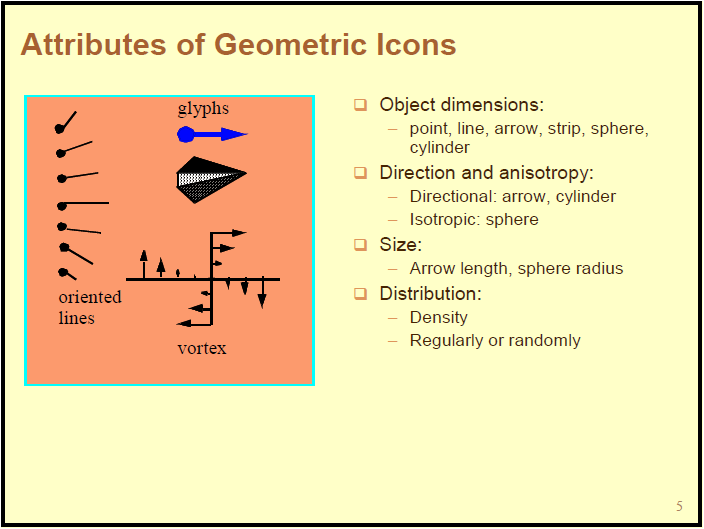 Attributes of Geometric Icons
glyphs
oriented
lines
vortex
Object dimensions:
– point, line, arrow, strip, sphere,
cylinder
Direction and anisotropy:
– Directional: arrow, cylinder
– Isotropic: sphere
Size:
– Arrow length, sphere radius
Distribution:
– Density
– Regularly or randomly
5